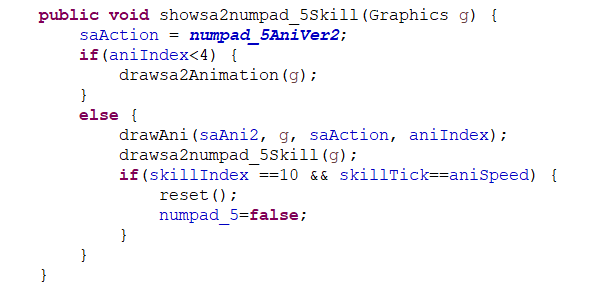 public void showsa2numpad_5Skill(Graphics g) {
saAction = numpad_5AniVer2;
if(aniIndex<4) {
drawsa2Animation(g);
}
else {
drawAni(saAni2, g, saAction, aniIndex);
drawsa2numpad_5Skill(g);
if(skillIndex ==10 && skillTick==aniSpeed) {
reset();
numpad_5=false;
}
}
}